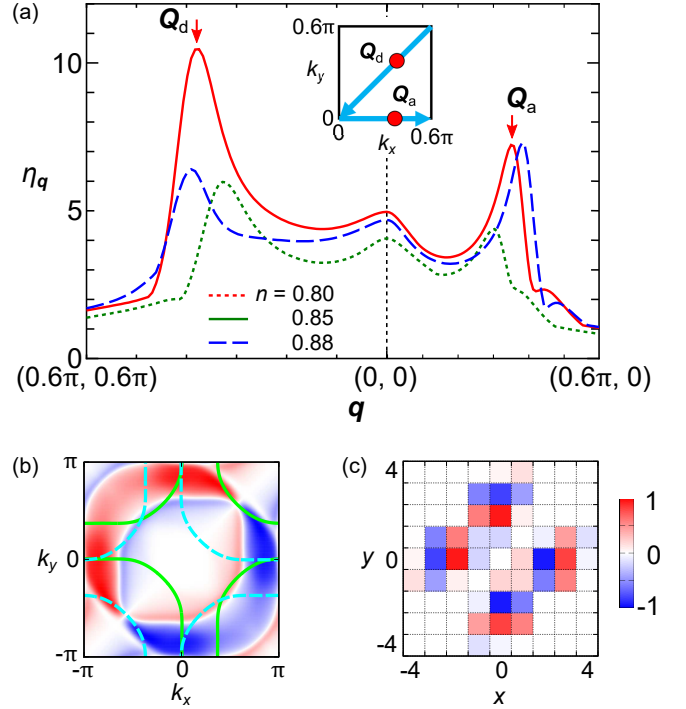 (a)
Q_d
Q_a
10
5
0
η_q
0.6π
k_y
0
Q_d
Q_a
0
k_x
0.6π
n = 0.80
0.85
0.88
(0.6π, 0.6π)
(0, 0)
(0.6π, 0)
q
(b)
π
k_y
0
-π
-π
0
π
k_x
(c)
4
y
0
-4
-4
0
4
x
1
0
-1